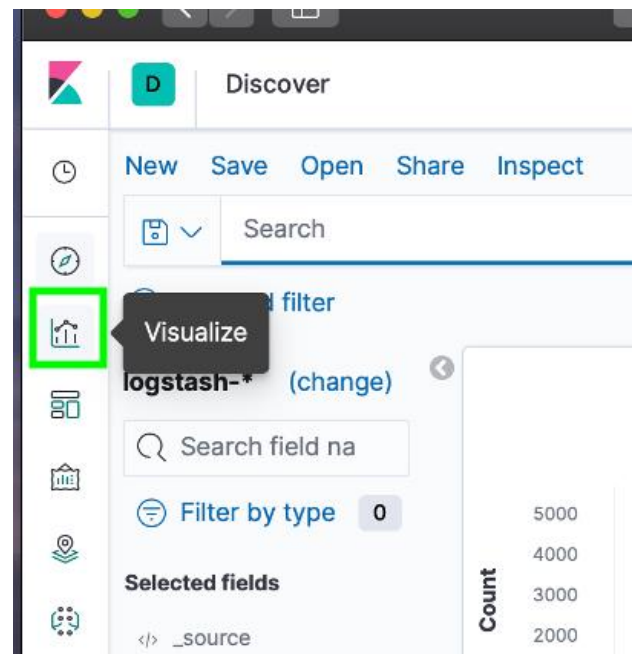 D Discover
New Save Open Share Inspect
Search
filter
Visualize
logstash-* (change)
Search field na
Filter by type 0
Selected fields
</> _source
Count
5000
4000
3000
2000